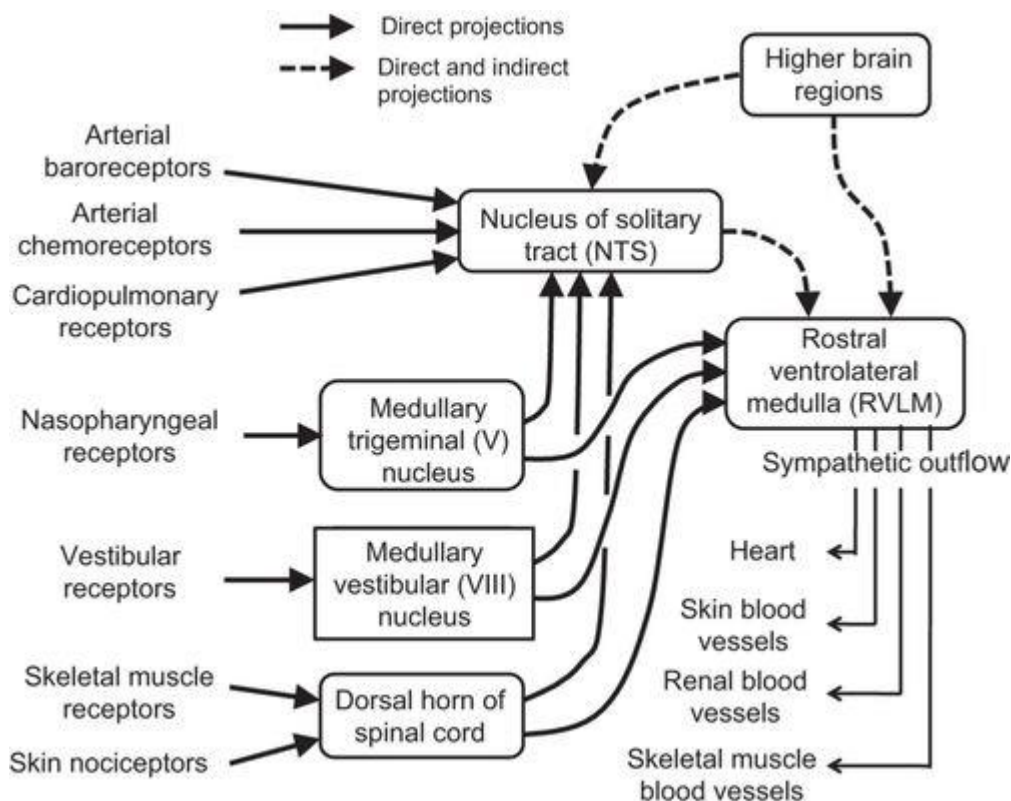 Direct projections
Direct and indirect
projections
Higher brain
regions
Arterial
baroreceptors
Arterial
chemoreceptors
Cardiopulmonary
receptors
Nucleus of solitary
tract (NTS)
Rostral
ventrolateral
medulla (RVLM)
Nasopharyngeal
receptors
Medullary
trigeminal (V)
nucleus
Sympathetic outflow
Vestibular
receptors
Medullary
vestibular (VIII)
nucleus
Heart
Skin blood
vessels
Skeletal muscle
receptors
Skin nociceptors
Dorsal horn of
spinal cord
Renal blood
vessels
Skeletal muscle
blood vessels